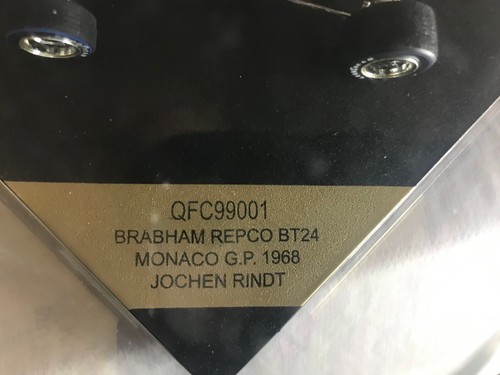 QFC99001
BRABHAM REPCO BT24
MONACO G.P. 1968
JOCHEN RINDT